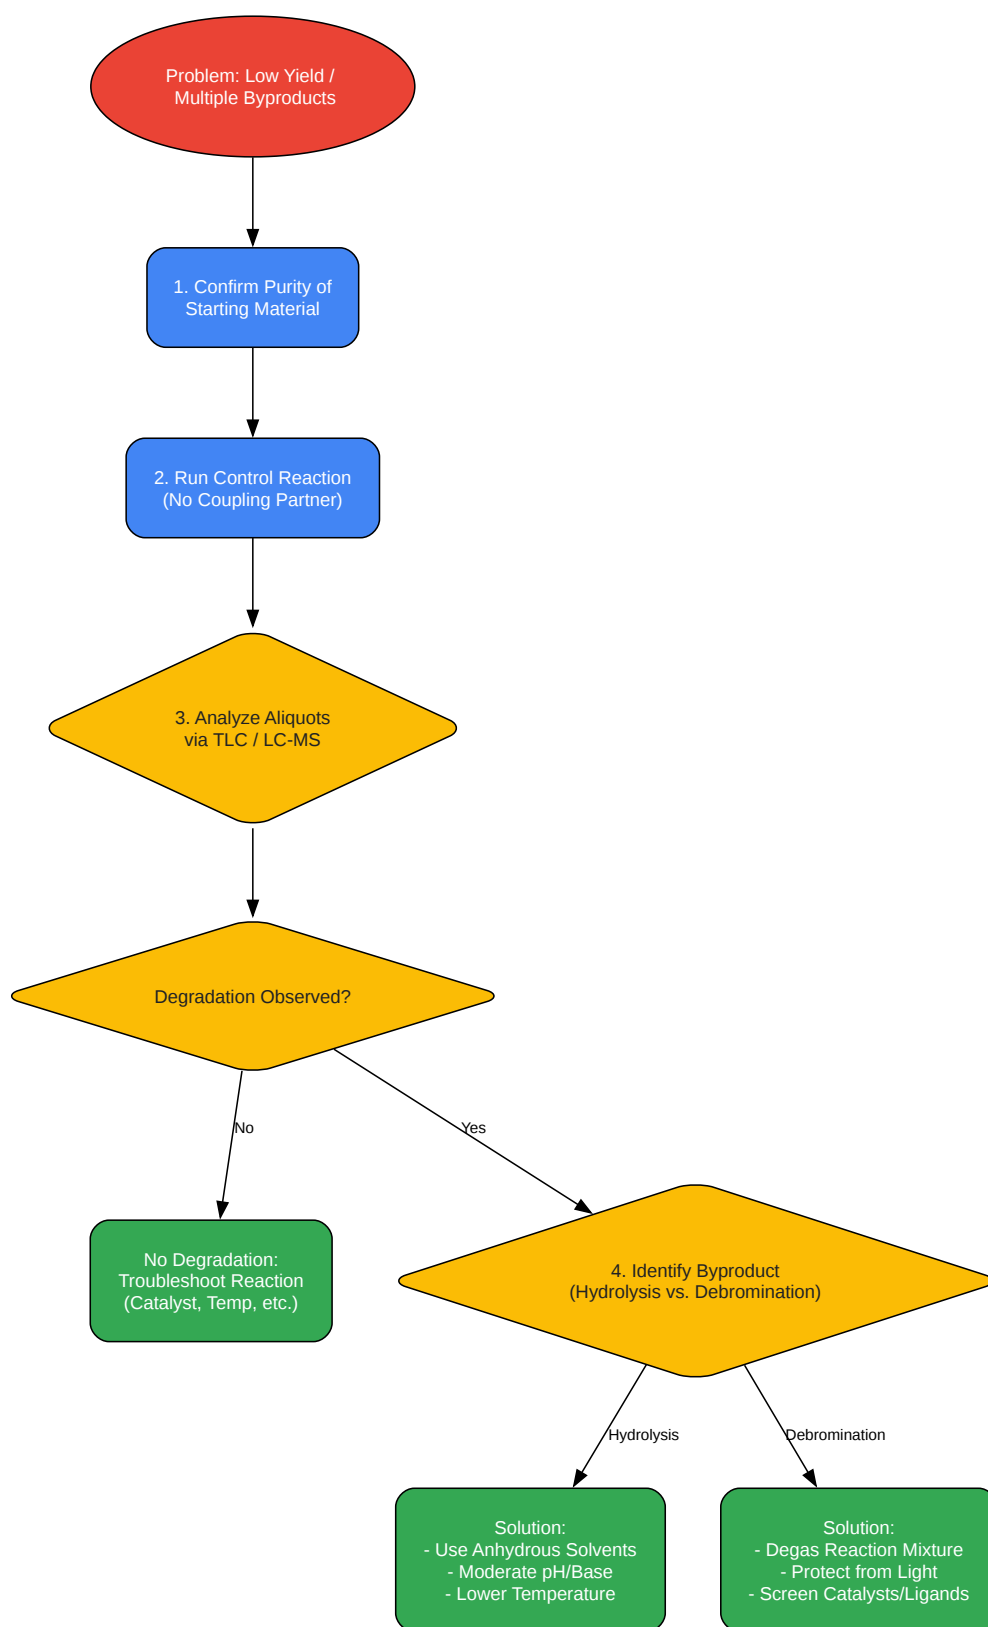 Problem: Low Yield /
Multiple Byproducts
1. Confirm Purity of
Starting Material
2. Run Control Reaction
(No Coupling Partner)
3. Analyze Aliquots
via TLC / LC-MS
Degradation Observed?
No
Yes
No Degradation:
Troubleshoot Reaction
(Catalyst, Temp, etc.)
4. Identify Byproduct
(Hydrolysis vs. Debromination)
Hydrolysis
Debromination
Solution:
- Use Anhydrous Solvents
- Moderate pH/Base
- Lower Temperature
Solution:
- Degas Reaction Mixture
- Protect from Light
- Screen Catalysts/Ligands